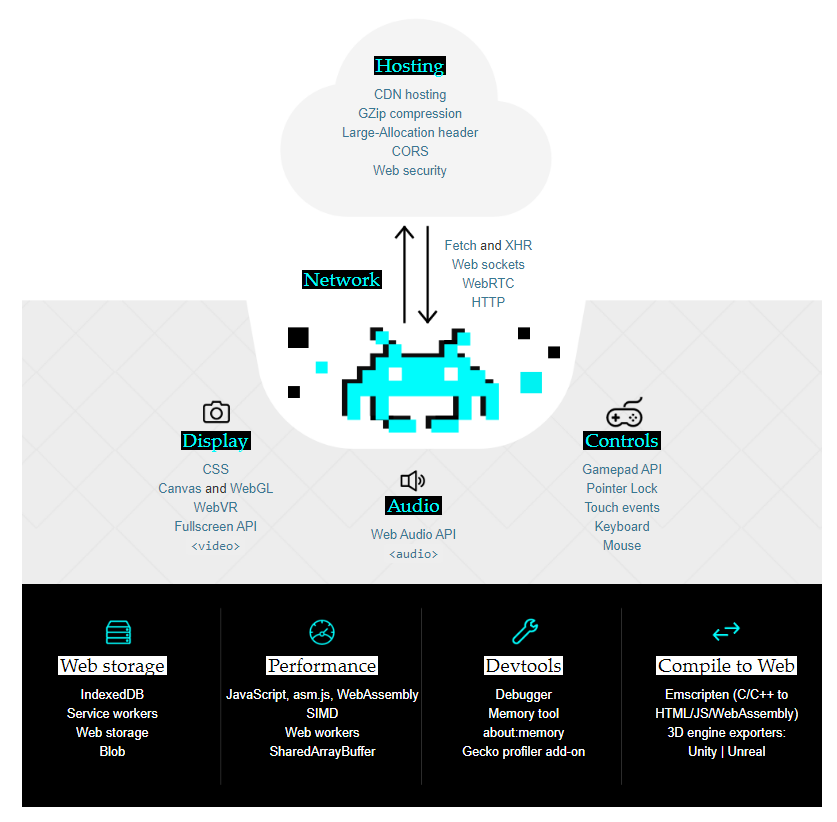 Hosting
CDN hosting
GZip compression
Large-Allocation header
CORS
Web security
Network
Fetch and XHR
Web sockets
WebRTC
HTTP
Display
CSS
Canvas and WebGL
WebVR
Fullscreen API
<video>
Audio
Web Audio API
<audio>
Controls
Gamepad API
Pointer Lock
Touch events
Keyboard
Mouse
Web storage
IndexedDB
Service workers
Web storage
Blob
Performance
JavaScript, asm.js, WebAssembly
SIMD
Web workers
SharedArrayBuffer
Devtools
Debugger
Memory tool
about:memory
Gecko profiler add-on
Compile to Web
Emscripten (C/C++ to
HTML/JS/WebAssembly)
3D engine exporters:
Unity | Unreal